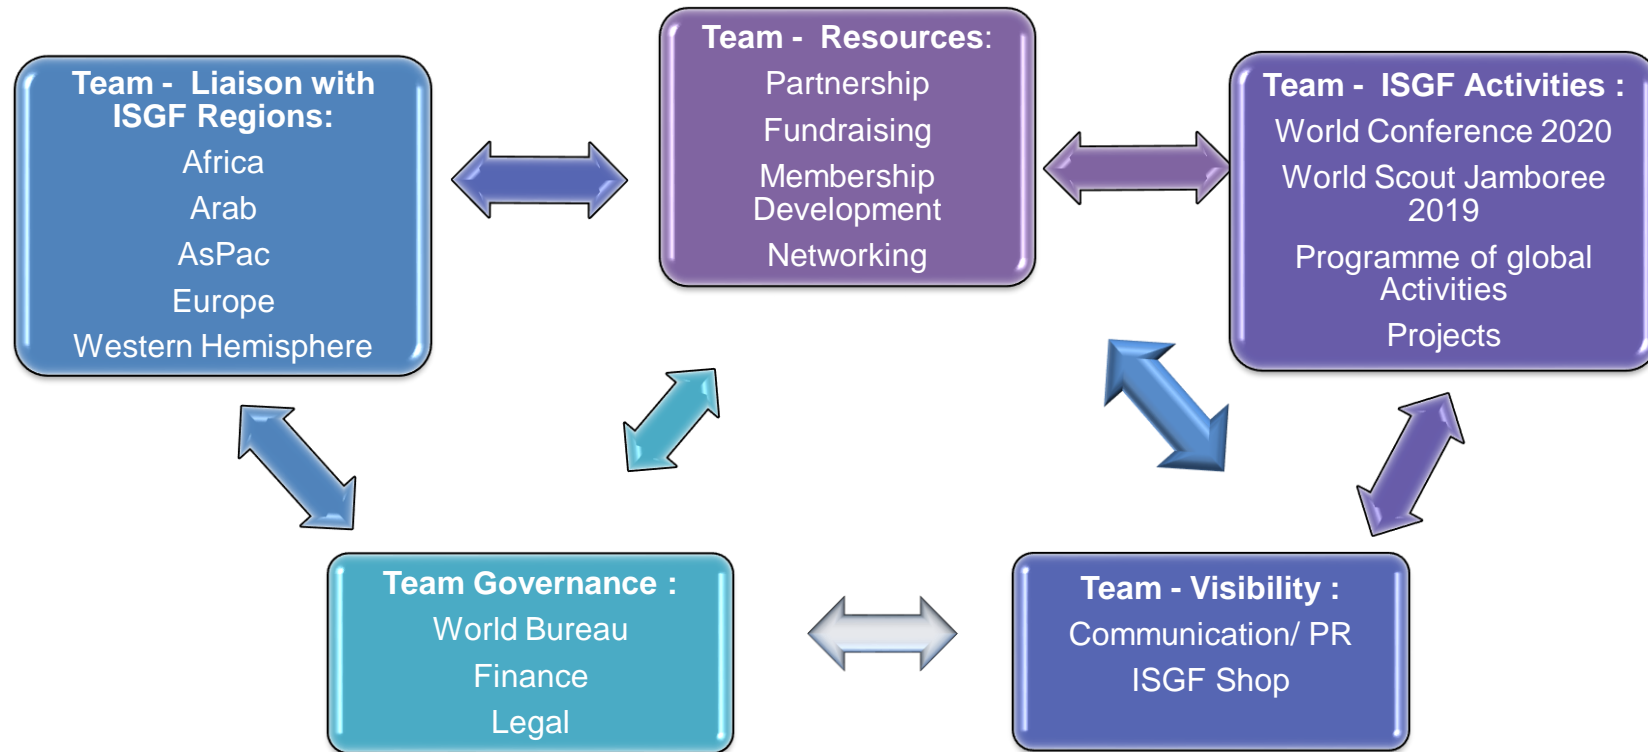 Team -  Liaison with
ISGF Regions:
Africa
Arab
AsPac
Europe
Western Hemisphere
Team -  Resources:
Partnership
Fundraising
Membership
Development
Networking
Team -  ISGF Activities :
World Conference 2020
World Scout Jamboree
2019
Programme of global
Activities
Projects
Team Governance :
World Bureau
Finance
Legal
Team - Visibility :
Communication/ PR
ISGF Shop